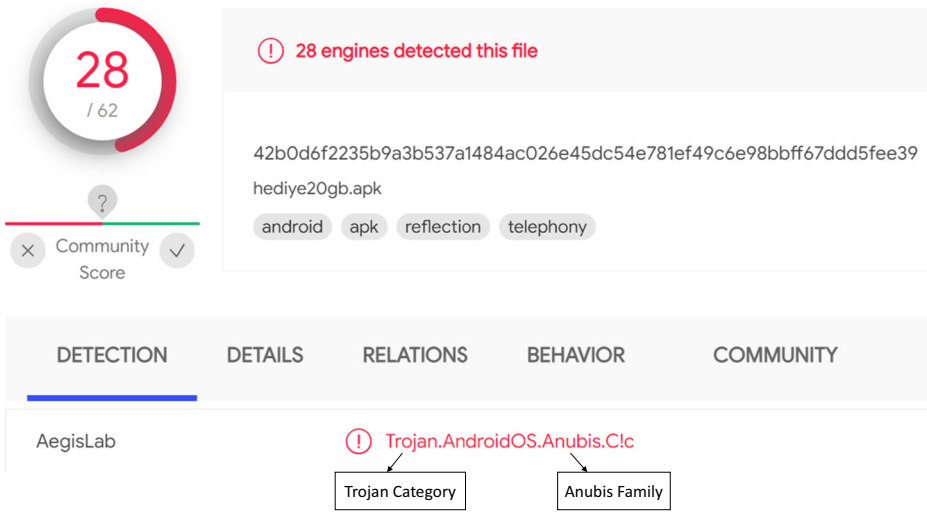 28
/ 62
28 engines detected this file
42b0d6f2235b9a3b537a1484ac026e45dc54e781ef49c6e98bbff67ddd5fee39
hediye20gb.apk
android apk reflection telephony
?
Community
Score
DETECTION DETAILS RELATIONS BEHAVIOR COMMUNITY
AegisLab Trojan.AndroidOS.Anubis.C!c
Trojan Category Anubis Family